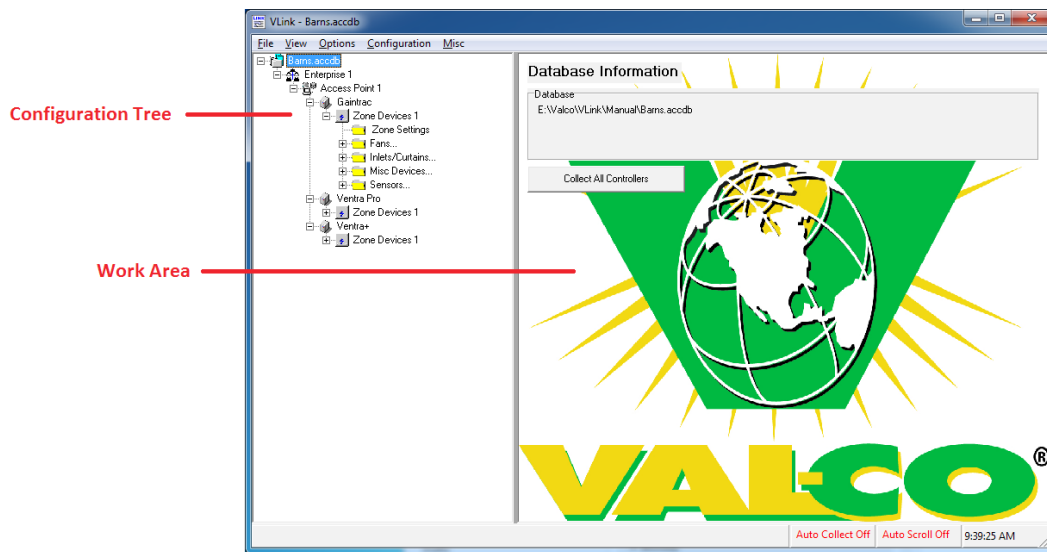 VLink - Barns.accdb
File View Options Configuration Misc
Barns.accdb
Enterprise 1
Access Point 1
Gaintrac
Zone Devices 1
Zone Settings
Fans...
Inlets/Curtains...
Misc Devices...
Sensors...
Ventra Pro
Zone Devices 1
Ventra+
Zone Devices 1
Configuration Tree
Work Area
Database Information
Database
E:\Valco\VLink\Manual\Barns.accdb
Collect All Controllers
VAL-CO®
Auto Collect Off Auto Scroll Off 9:39:25 AM